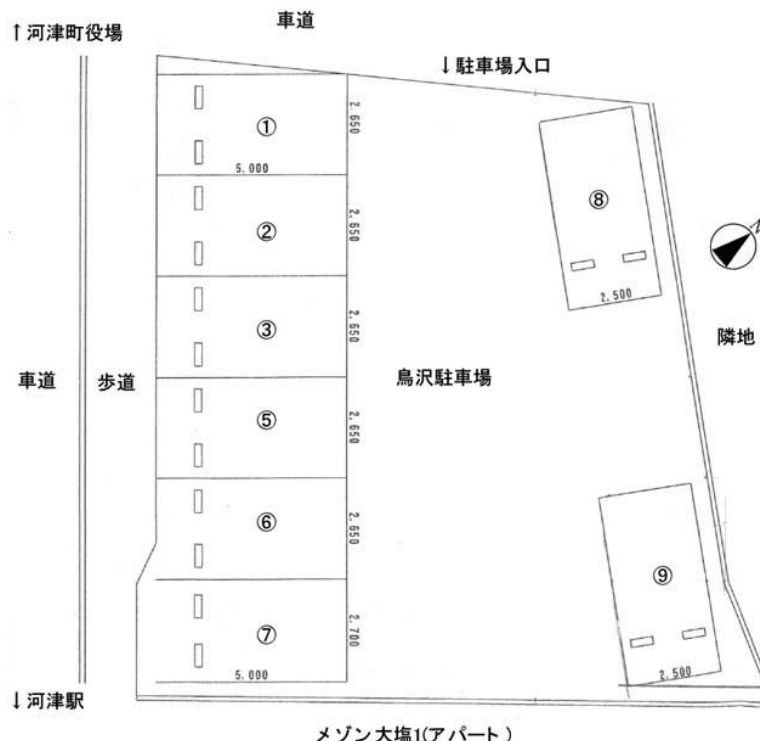 車道
↑河津町役場
↓駐車場入口
①
2.650
5.000
②
2.650
③
2.650
⑤
2.650
⑥
2.650
⑦
2.700
5.000
⑧
2.500
N
隣地
車道
歩道
鳥沢駐車場
⑨
2.500
↓河津駅
メゾン大塩1(アパート)